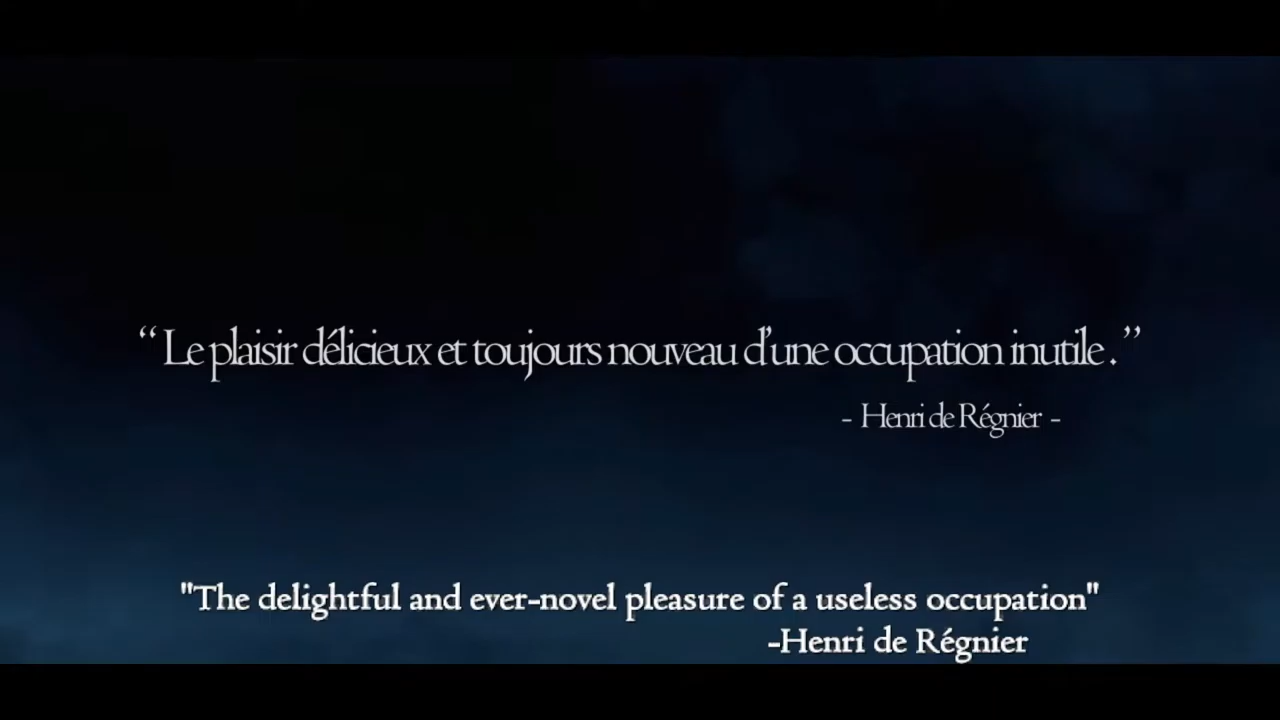 “ Le plaisir délicieux et toujours nouveau d’une occupation inutile . ”
- Henri de Régnier -
"The delightful and ever-novel pleasure of a useless occupation"
-Henri de Régnier